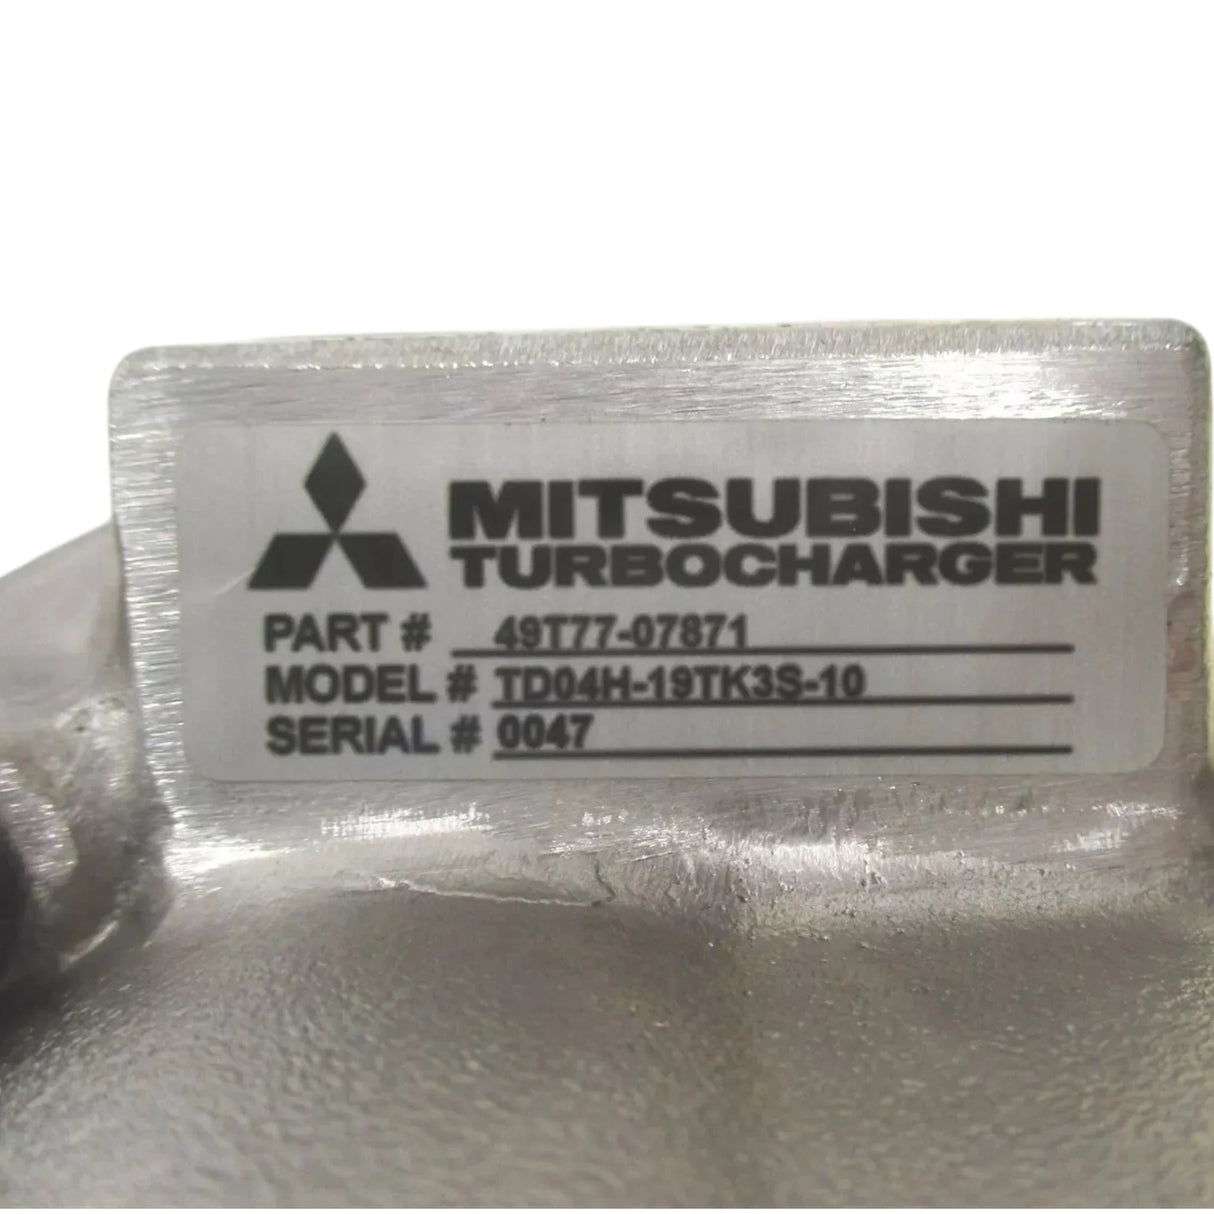 MITSUBISHI
TURBOCHARGER
PART # 49T77-07871
MODEL # TD04H-19TK3S-10
SERIAL # 0047